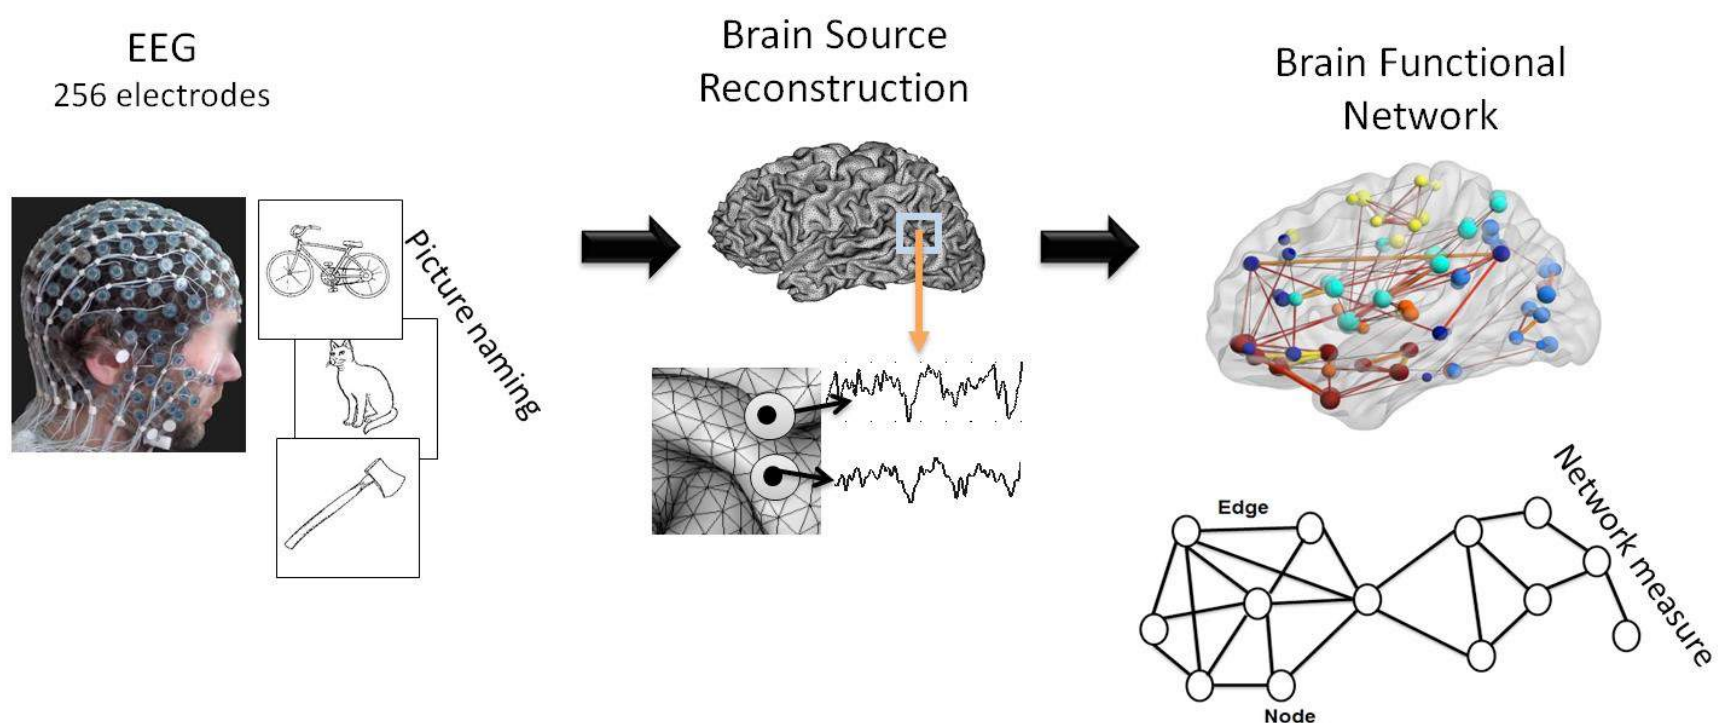 EEG
256 electrodes
Picture naming
Brain Source
Reconstruction
Brain Functional
Network
Edge
Node
Network measure